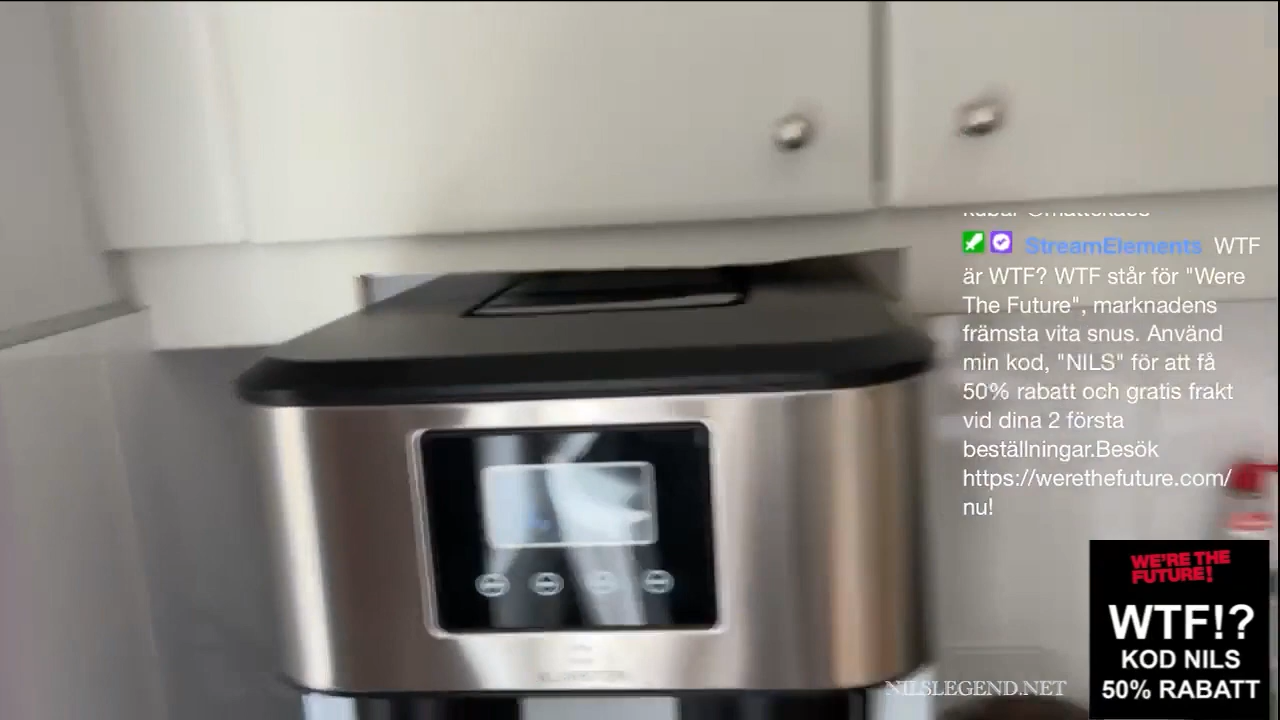 StreamElements WTF
är WTF? WTF står för "Were
The Future", marknadens
främsta vita snus. Använd
min kod, "NILS" för att få
50% rabatt och gratis frakt
vid dina 2 första
beställningar.Besök
https://werethefuture.com/
nu!
WE'RE THE
FUTURE!
WTF!?
KOD NILS
50% RABATT
NILSLEGEND.NET